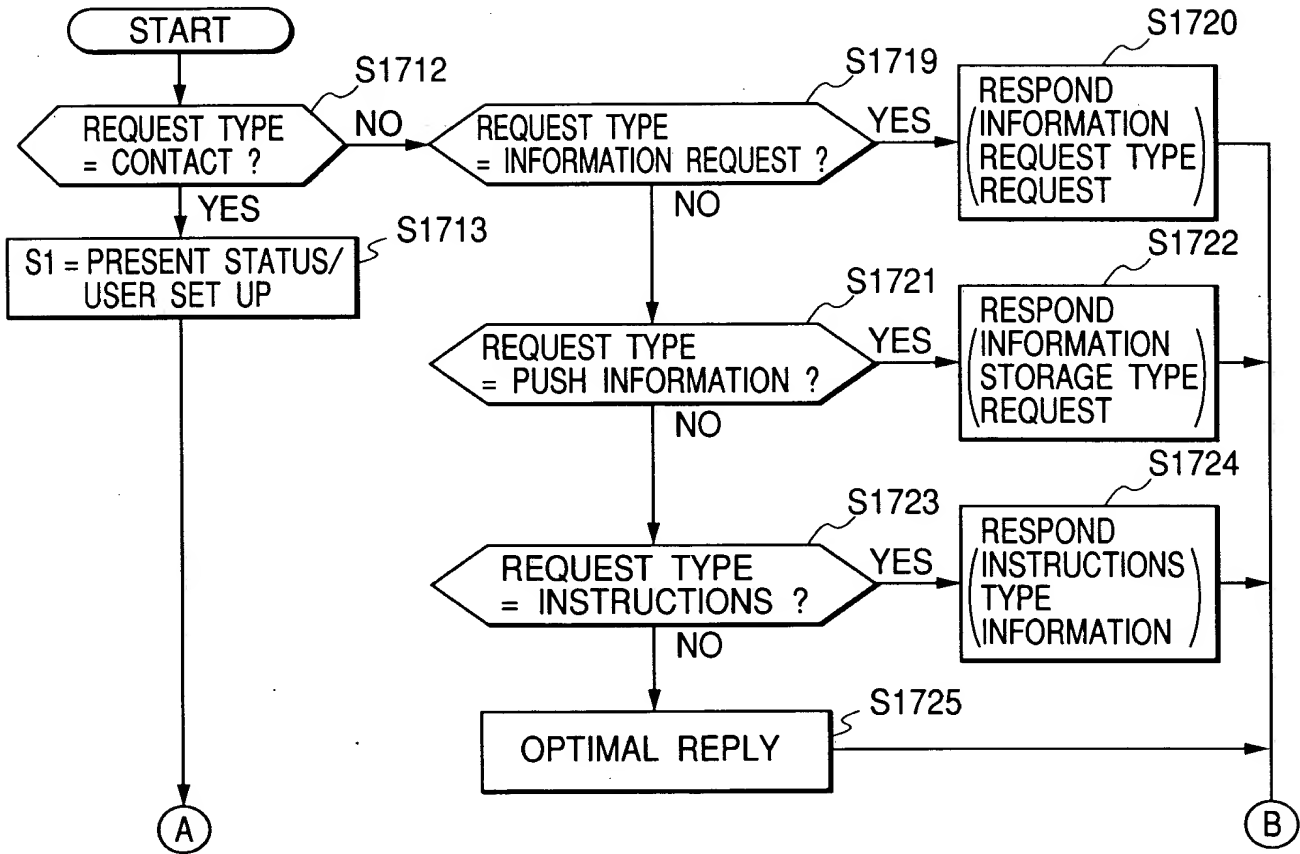 START
S1712
REQUEST TYPE
= CONTACT ?
NO
YES
S1713
S1 = PRESENT STATUS/
USER SET UP
A
S1719
REQUEST TYPE
= INFORMATION REQUEST ?
YES
NO
S1720
RESPOND
(INFORMATION
REQUEST TYPE
REQUEST)
S1721
REQUEST TYPE
= PUSH INFORMATION ?
YES
NO
S1722
RESPOND
(INFORMATION
STORAGE TYPE
REQUEST)
S1723
REQUEST TYPE
= INSTRUCTIONS ?
YES
NO
S1724
RESPOND
(INSTRUCTIONS
TYPE
INFORMATION)
S1725
OPTIMAL REPLY
B